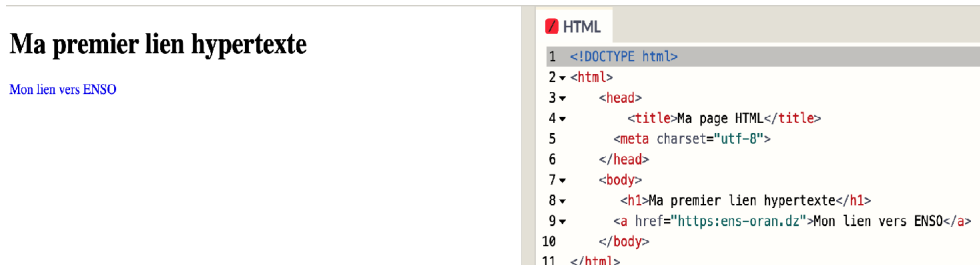 Ma premier lien hypertexte
Mon lien vers ENSO
HTML
1 <!DOCTYPE html>
2 <html>
3 <head>
4 <title>Ma page HTML</title>
5 <meta charset="utf-8">
6 </head>
7 <body>
8 <h1>Ma premier lien hypertexte</h1>
9 <a href="https:ens-oran.dz">Mon lien vers ENSO</a>
10 </body>
11 </html>